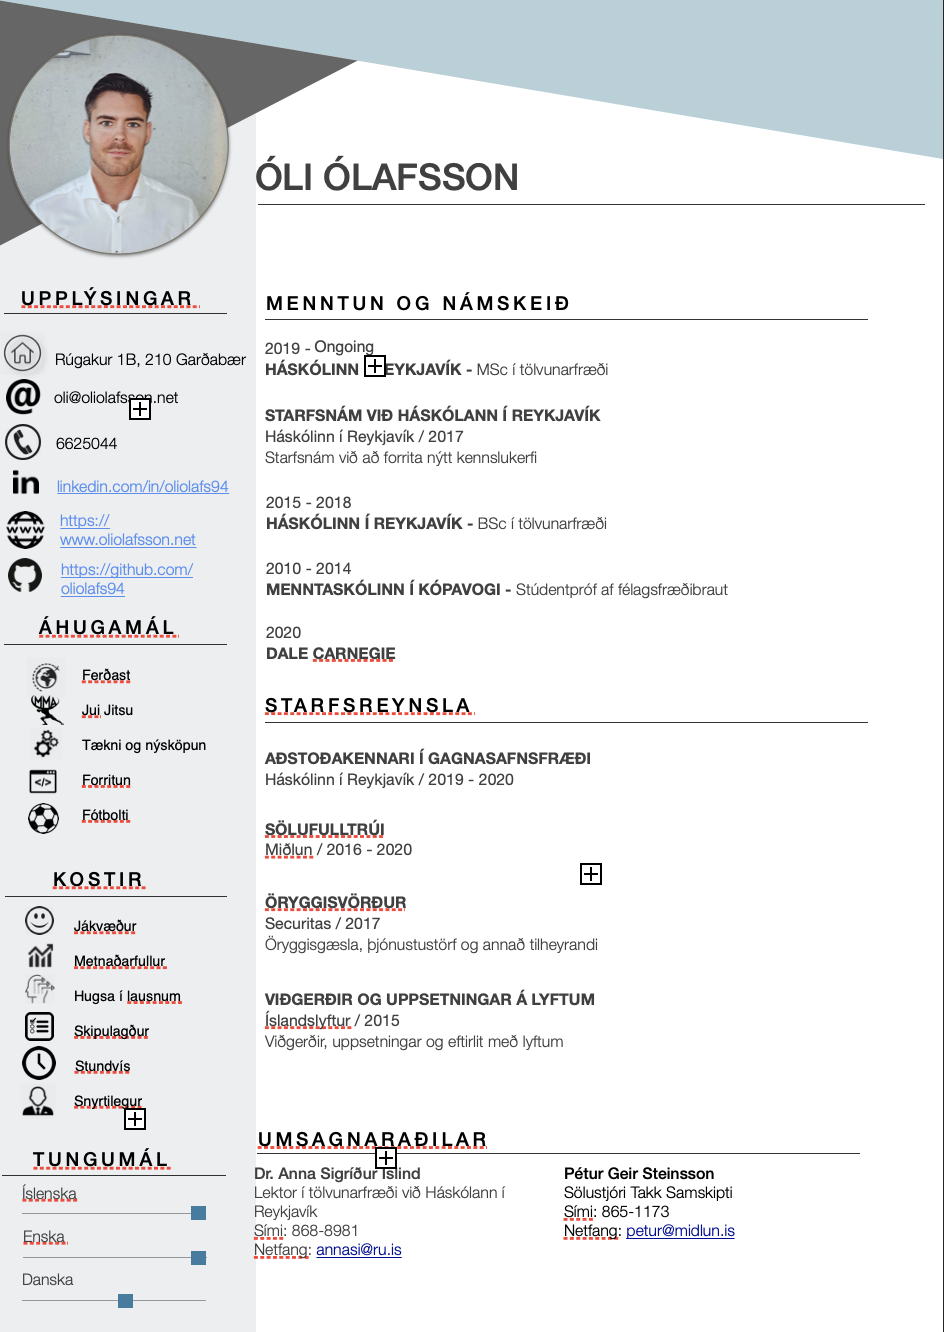 ÓLI ÓLAFSSON
UPPLÝSINGAR
Rúgakur 1B, 210 Garðabær
oli@oliolafsson.net
6625044
in
linkedin.com/in/oliolafs94
WWW
https://
www.oliolafsson.net
https://github.com/
oliolafs94
ÁHUGAMÁL
Ferðast
MMA
Juj Jitsu
Tækni og nýsköpun
</>
Forritun
Fótbolti
KOSTIR
Jákvæður
Metnaðarfullur
Hugsa í lausnum
Skipulagður
Stundvís
Snyrtilegur
TUNGUMÁL
Íslenska
Enska
Danska
MENNTUN OG NÁMSKEIÐ
2019 - Ongoing
HÁSKÓLINN EYKJAVÍK - MSc í tölvunarfræði
STARFSNÁM VIÐ HÁSKÓLANN Í REYKJAVÍK
Háskólinn í Reykjavík / 2017
Starfsnám við að forrita nýtt kennslukerfi
2015 - 2018
HÁSKÓLINN Í REYKJAVÍK - BSc í tölvunarfræði
2010 - 2014
MENNTASKÓLINN Í KÓPAVOGI - Stúdentpróf af félagsfræðibraut
2020
DALE CARNEGIE
STARFSREYNSLA
AÐSTOÐAKENNARI Í GAGNASAFNSFRÆÐI
Háskólinn í Reykjavík / 2019 - 2020
SÖLUFULLTRÚI
Miðlun / 2016 - 2020
ÖRYGGISVÖRÐUR
Securitas / 2017
Öryggisgæsla, þjónustustörf og annað tilheyrandi
VIÐGERÐIR OG UPPSETNINGAR Á LYFTUM
Íslandslyftur / 2015
Viðgerðir, uppsetningar og eftirlit með lyftum
UMSAGNARAÐILAR
Dr. Anna Sigríður Islind
Lektor í tölvunarfræði við Háskólann í
Reykjavík
Sími: 868-8981
Netfang: annasi@ru.is
Pétur Geir Steinsson
Sölustjóri Takk Samskipti
Sími: 865-1173
Netfang: petur@midlun.is